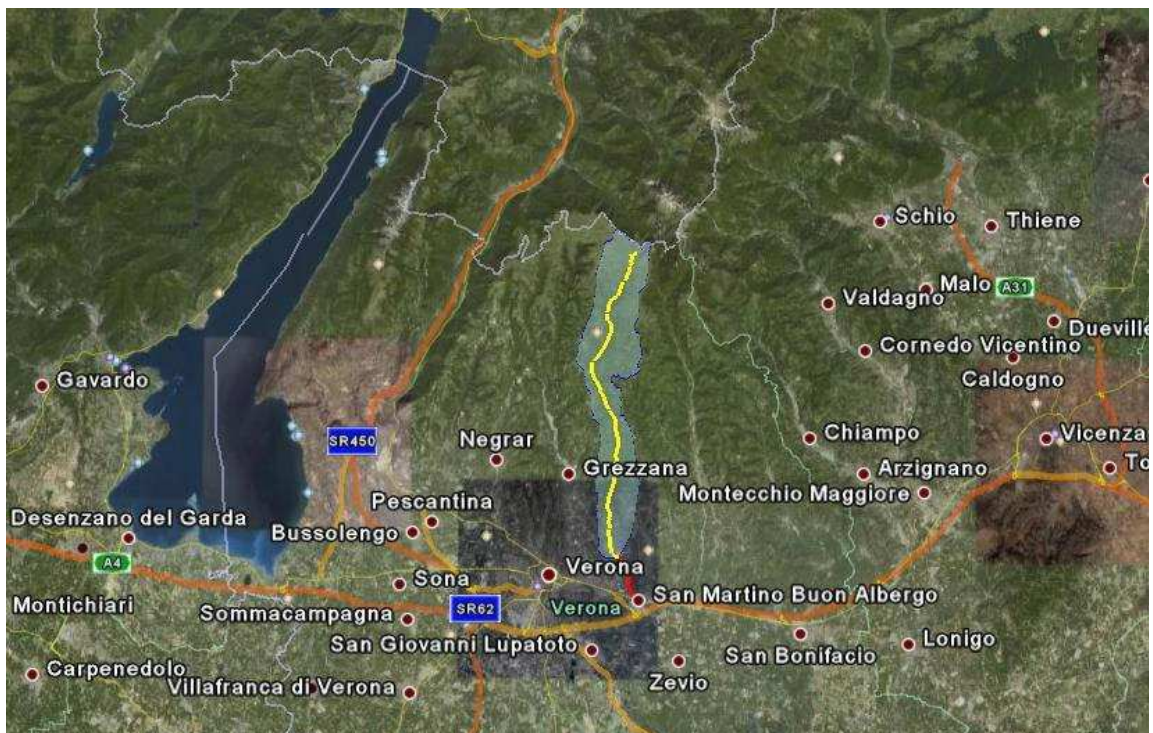 Schio
Thiene
Malo
A31
Valdagno
Dueville
Cornedo Vicentino
Caldogno
Gavardo
SR450
Negrar
Chiampo
Vicenza
Grezzana
Arzignano
To
Montecchio Maggiore
Pescantina
Desenzano del Garda
Bussolengo
A4
Verona
Sona
San Martino Buon Albergo
Montichiari
Sommacampagna
SR62
Verona
San Giovanni Lupatoto
Lonigo
San Bonifacio
Carpenedolo
Zevio
Villafranca di Verona